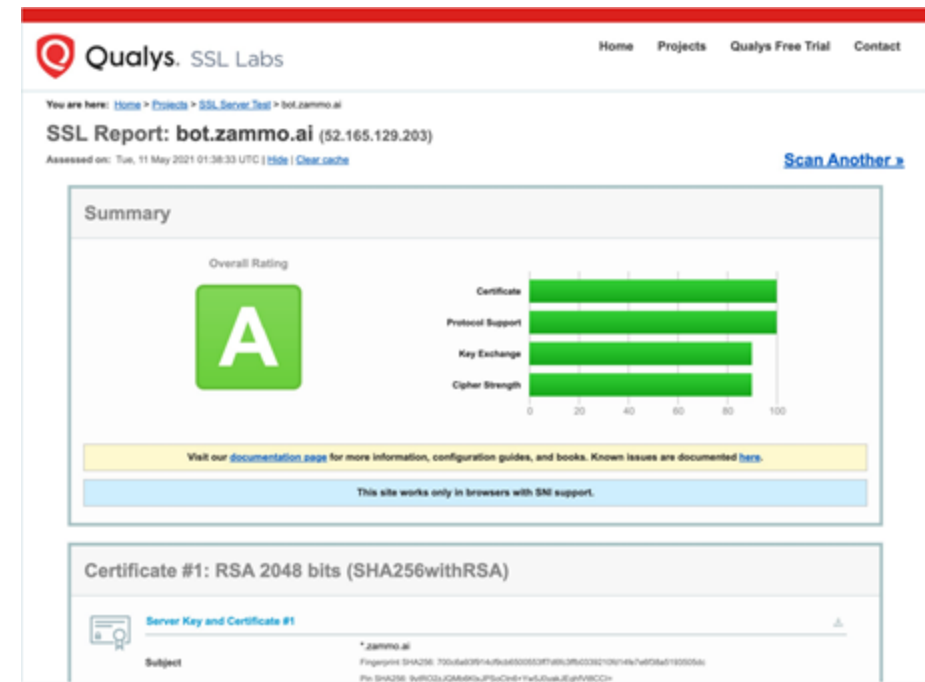 Qualys. SSL Labs
Home Projects Qualys Free Trial Contact
You are here: Home > Projects > SSL Server Test > bot.zammo.ai
SSL Report: bot.zammo.ai (52.165.129.203)
Assessed on: Tue, 11 May 2021 01:38:33 UTC | Hide | Clear cache
Scan Another »
Summary
Overall Rating
A
Certificate
Protocol Support
Key Exchange
Cipher Strength
0 20 40 60 80 100
Visit our documentation page for more information, configuration guides, and books. Known issues are documented here.
This site works only in browsers with SNI support.
Certificate #1: RSA 2048 bits (SHA256withRSA)
Server Key and Certificate #1
*.zammo.ai
Subject
Fingerprint SHA256:
Pin SHA256: